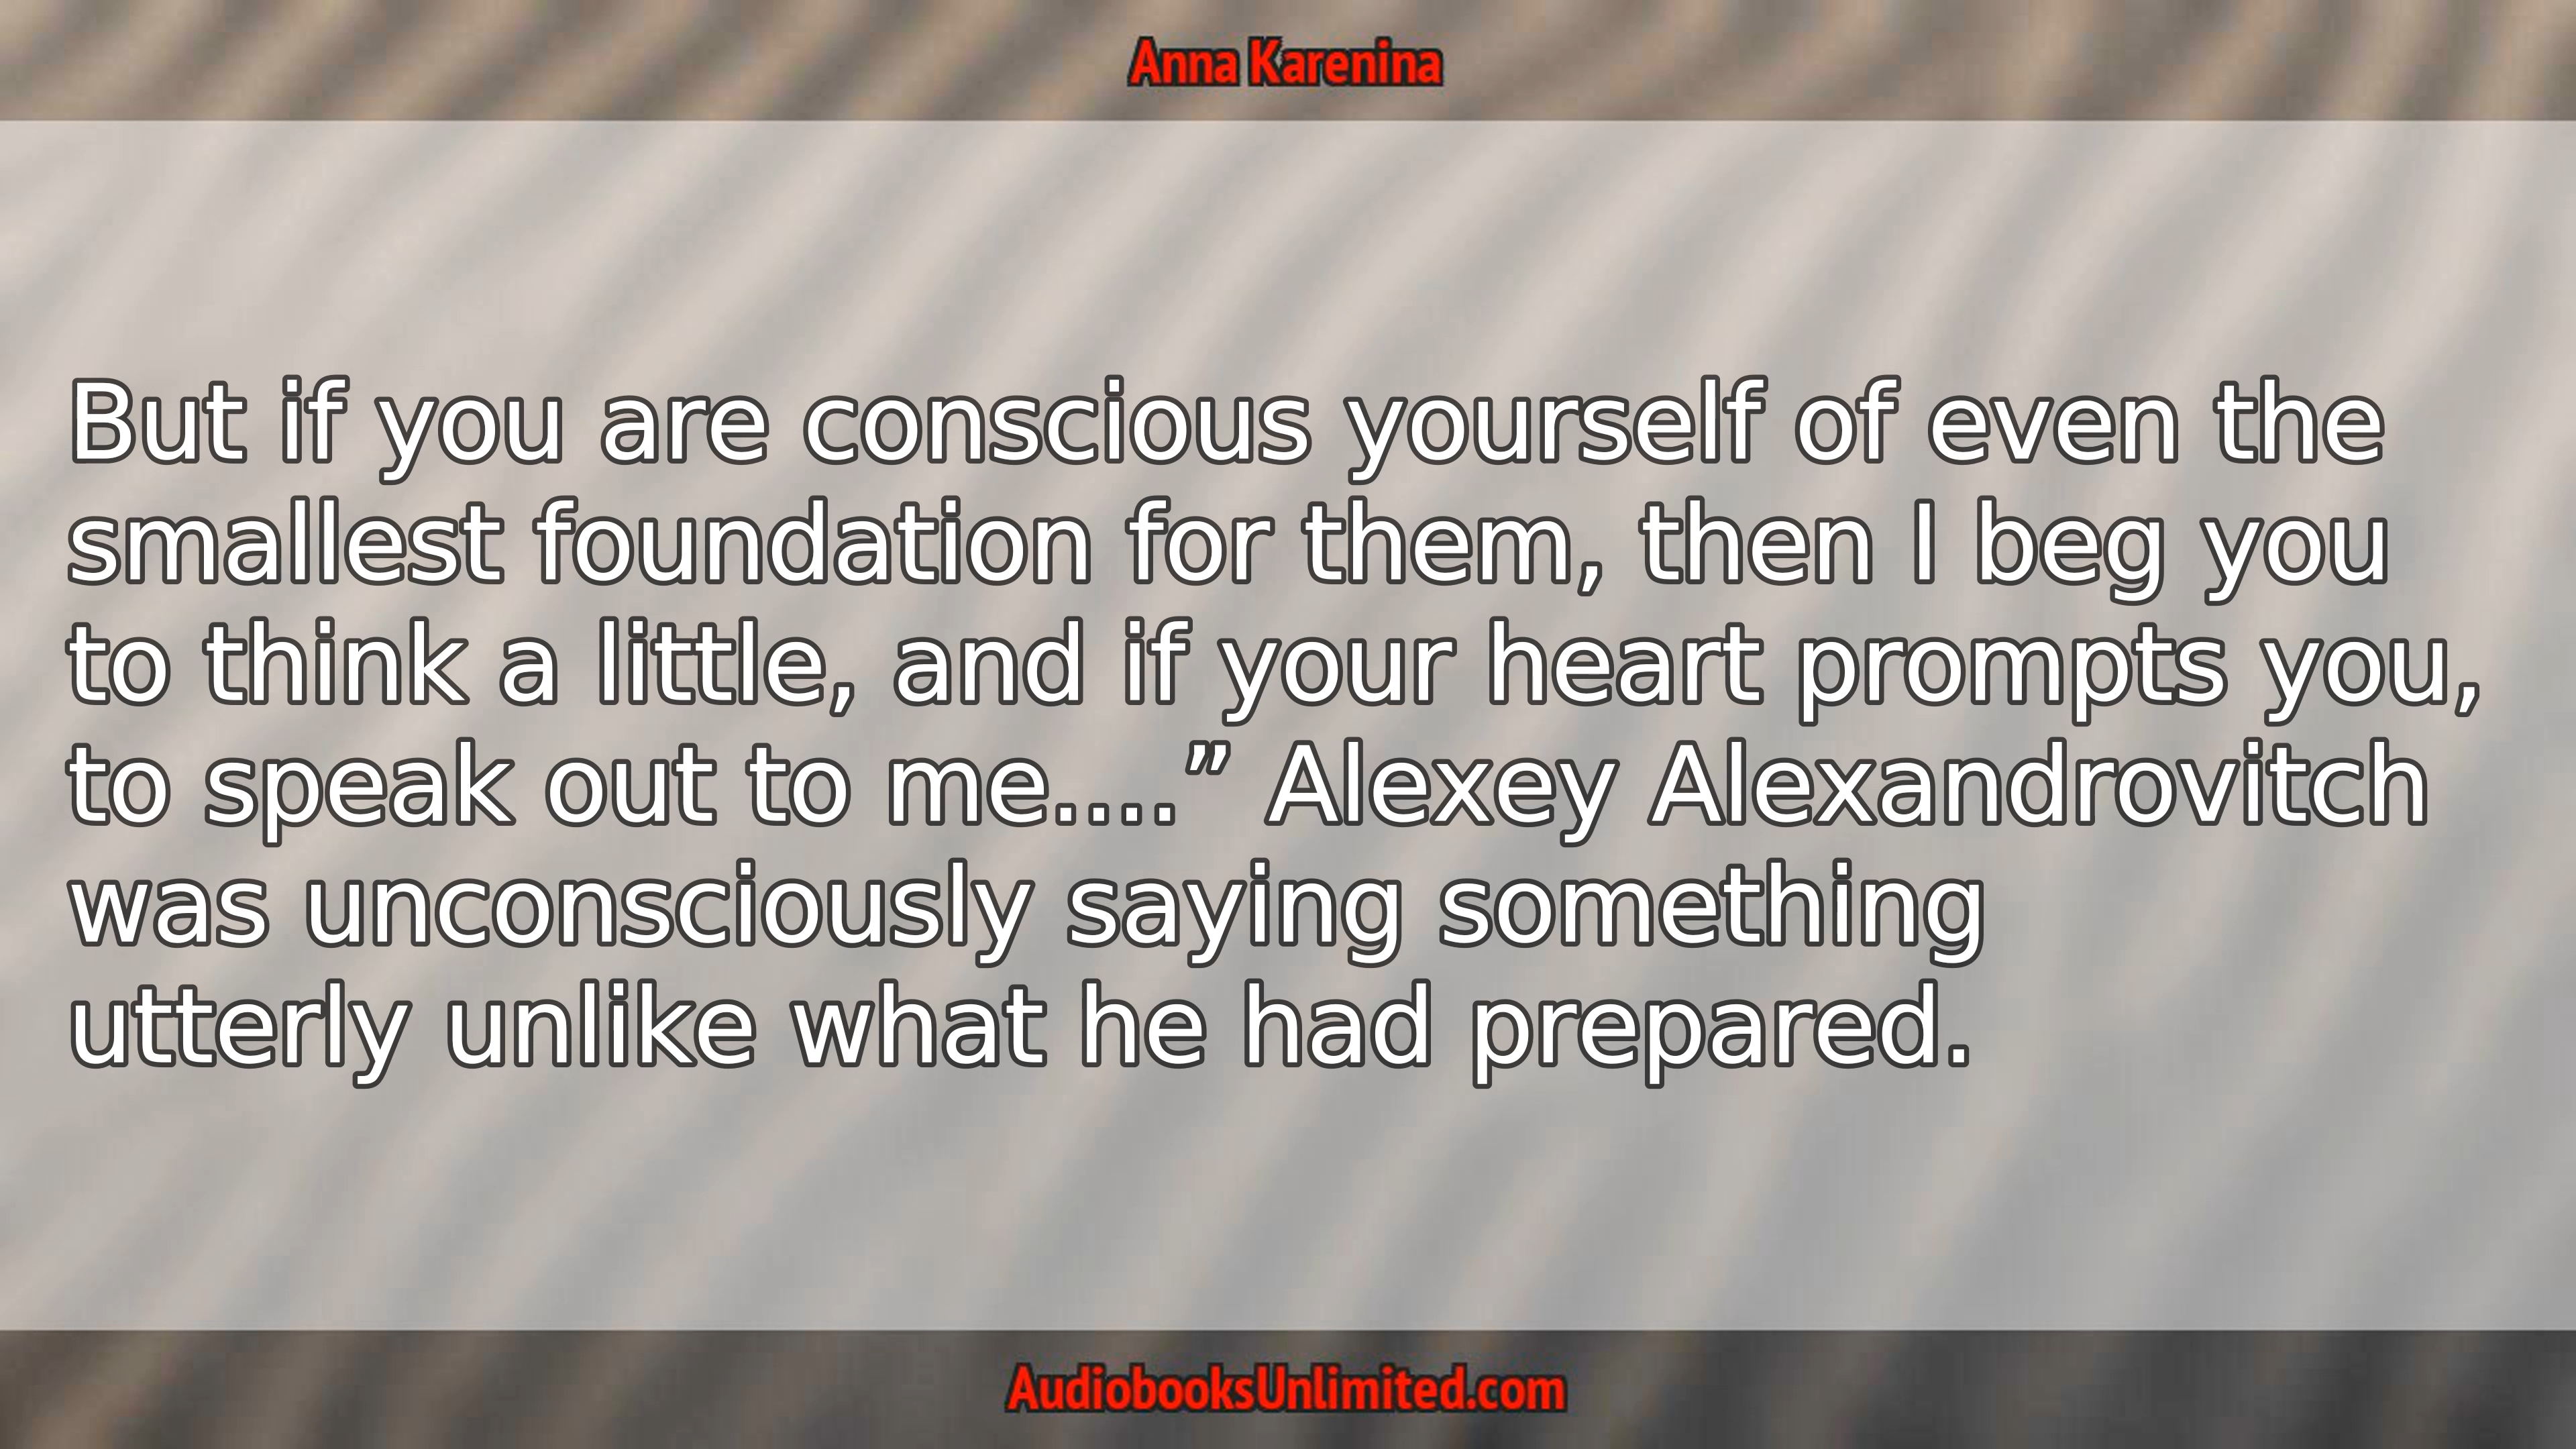 Anna Karenina
But if you are conscious yourself of even the
smallest foundation for them, then I beg you
to think a little, and if your heart prompts you,
to speak out to me....” Alexey Alexandrovitch
was unconsciously saying something
utterly unlike what he had prepared.
AudiobooksUnlimited.com